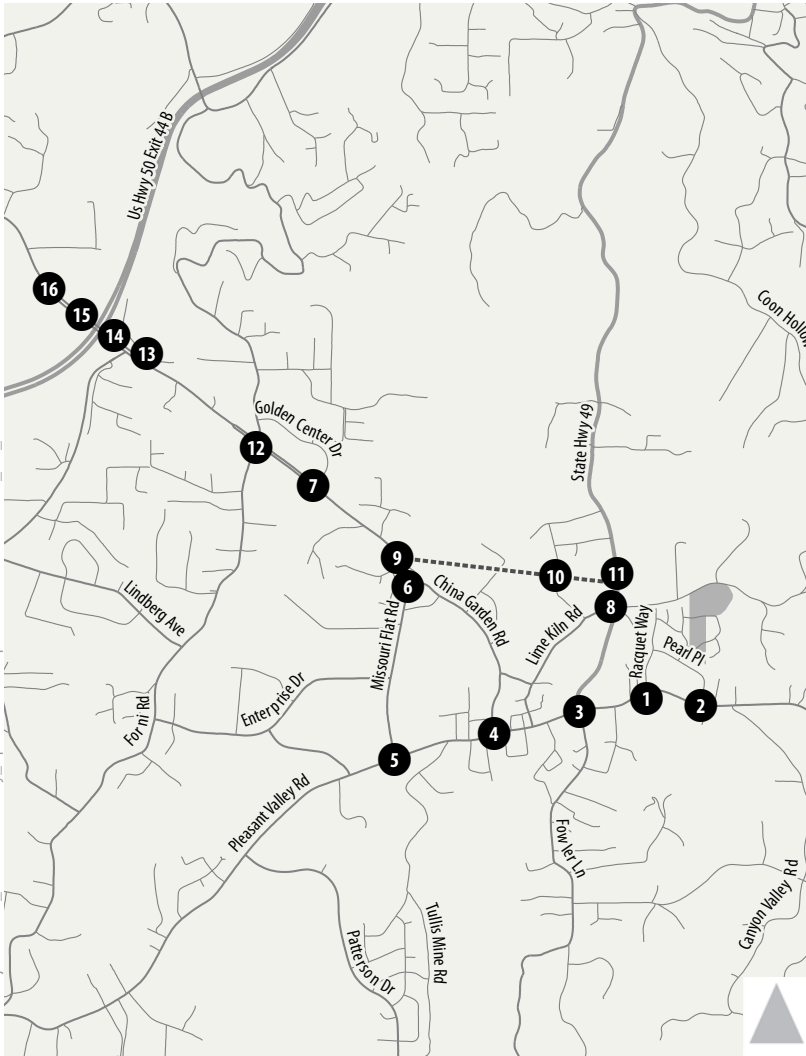 Us Hwy 50 Exit 44 B
Coon Hollow
16
15
14
13
Golden Center Dr
State Hwy 49
12
7
9
10
11
6
8
China Garden Rd
Lindberg Ave
Missouri Flat Rd
Lime Kiln Rd
Racquet Way
Pearl Pl
Enterprise Dr
1
2
3
Forni Rd
4
5
Pleasant Valley Rd
Fowler Ln
Canyon Valley Rd
Tullis Mine Rd
Patterson Dr